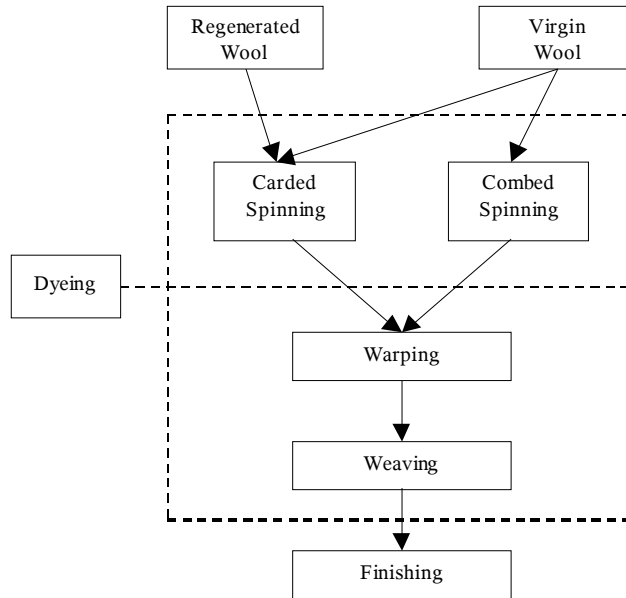 Regenerated
Wool
Virgin
Wool
Carded
Spinning
Combed
Spinning
Dyeing
Warping
Weaving
Finishing